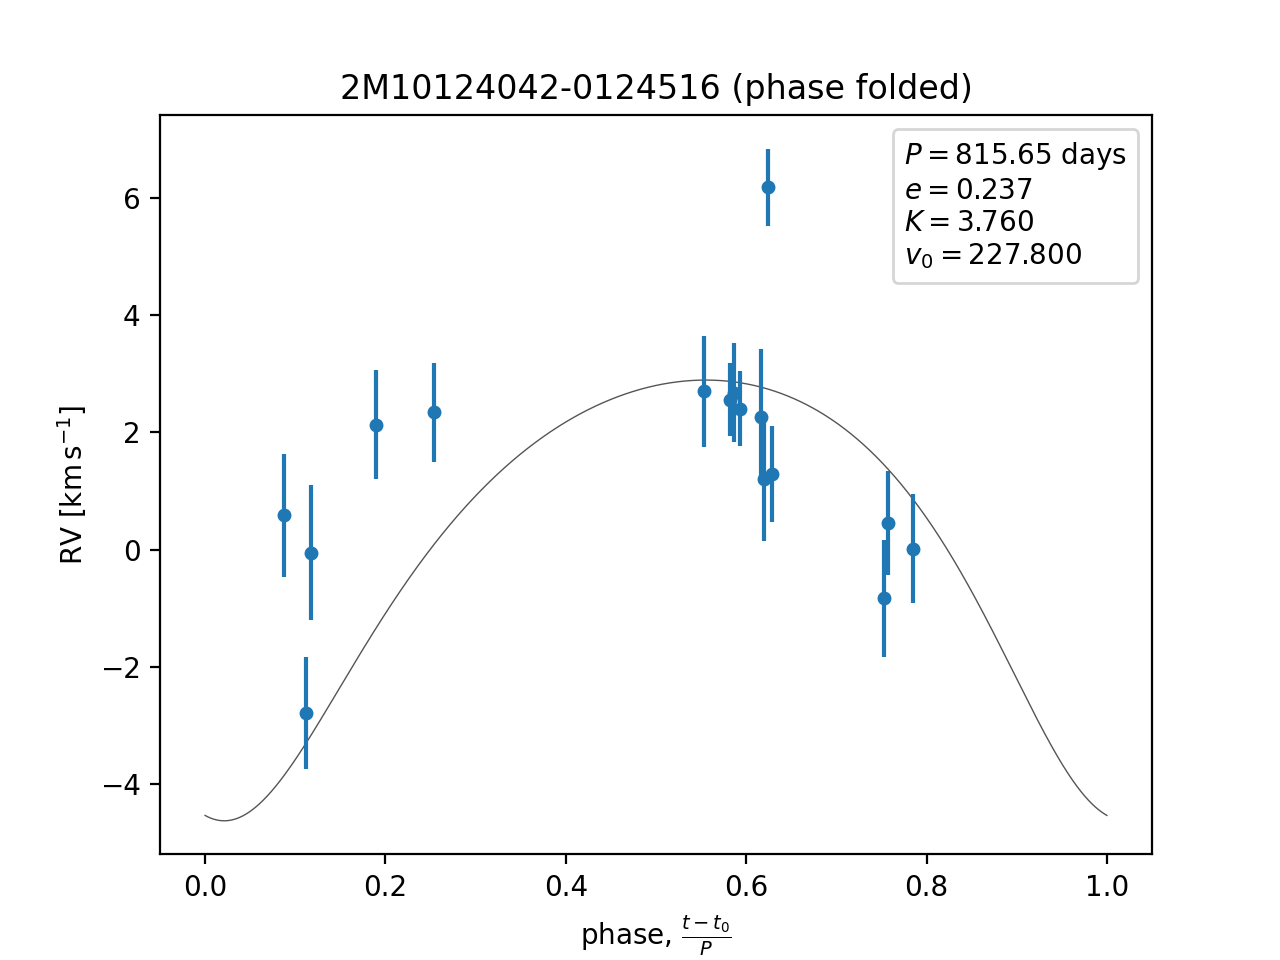 2M10124042-0124516 (phase folded)
P = 815.65 days
e = 0.237
K = 3.760
v₀ = 227.800
6
4
2
0
−2
−4
RV [km s⁻¹]
0.0 0.2 0.4 0.6 0.8 1.0
phase, (t − t₀)/P